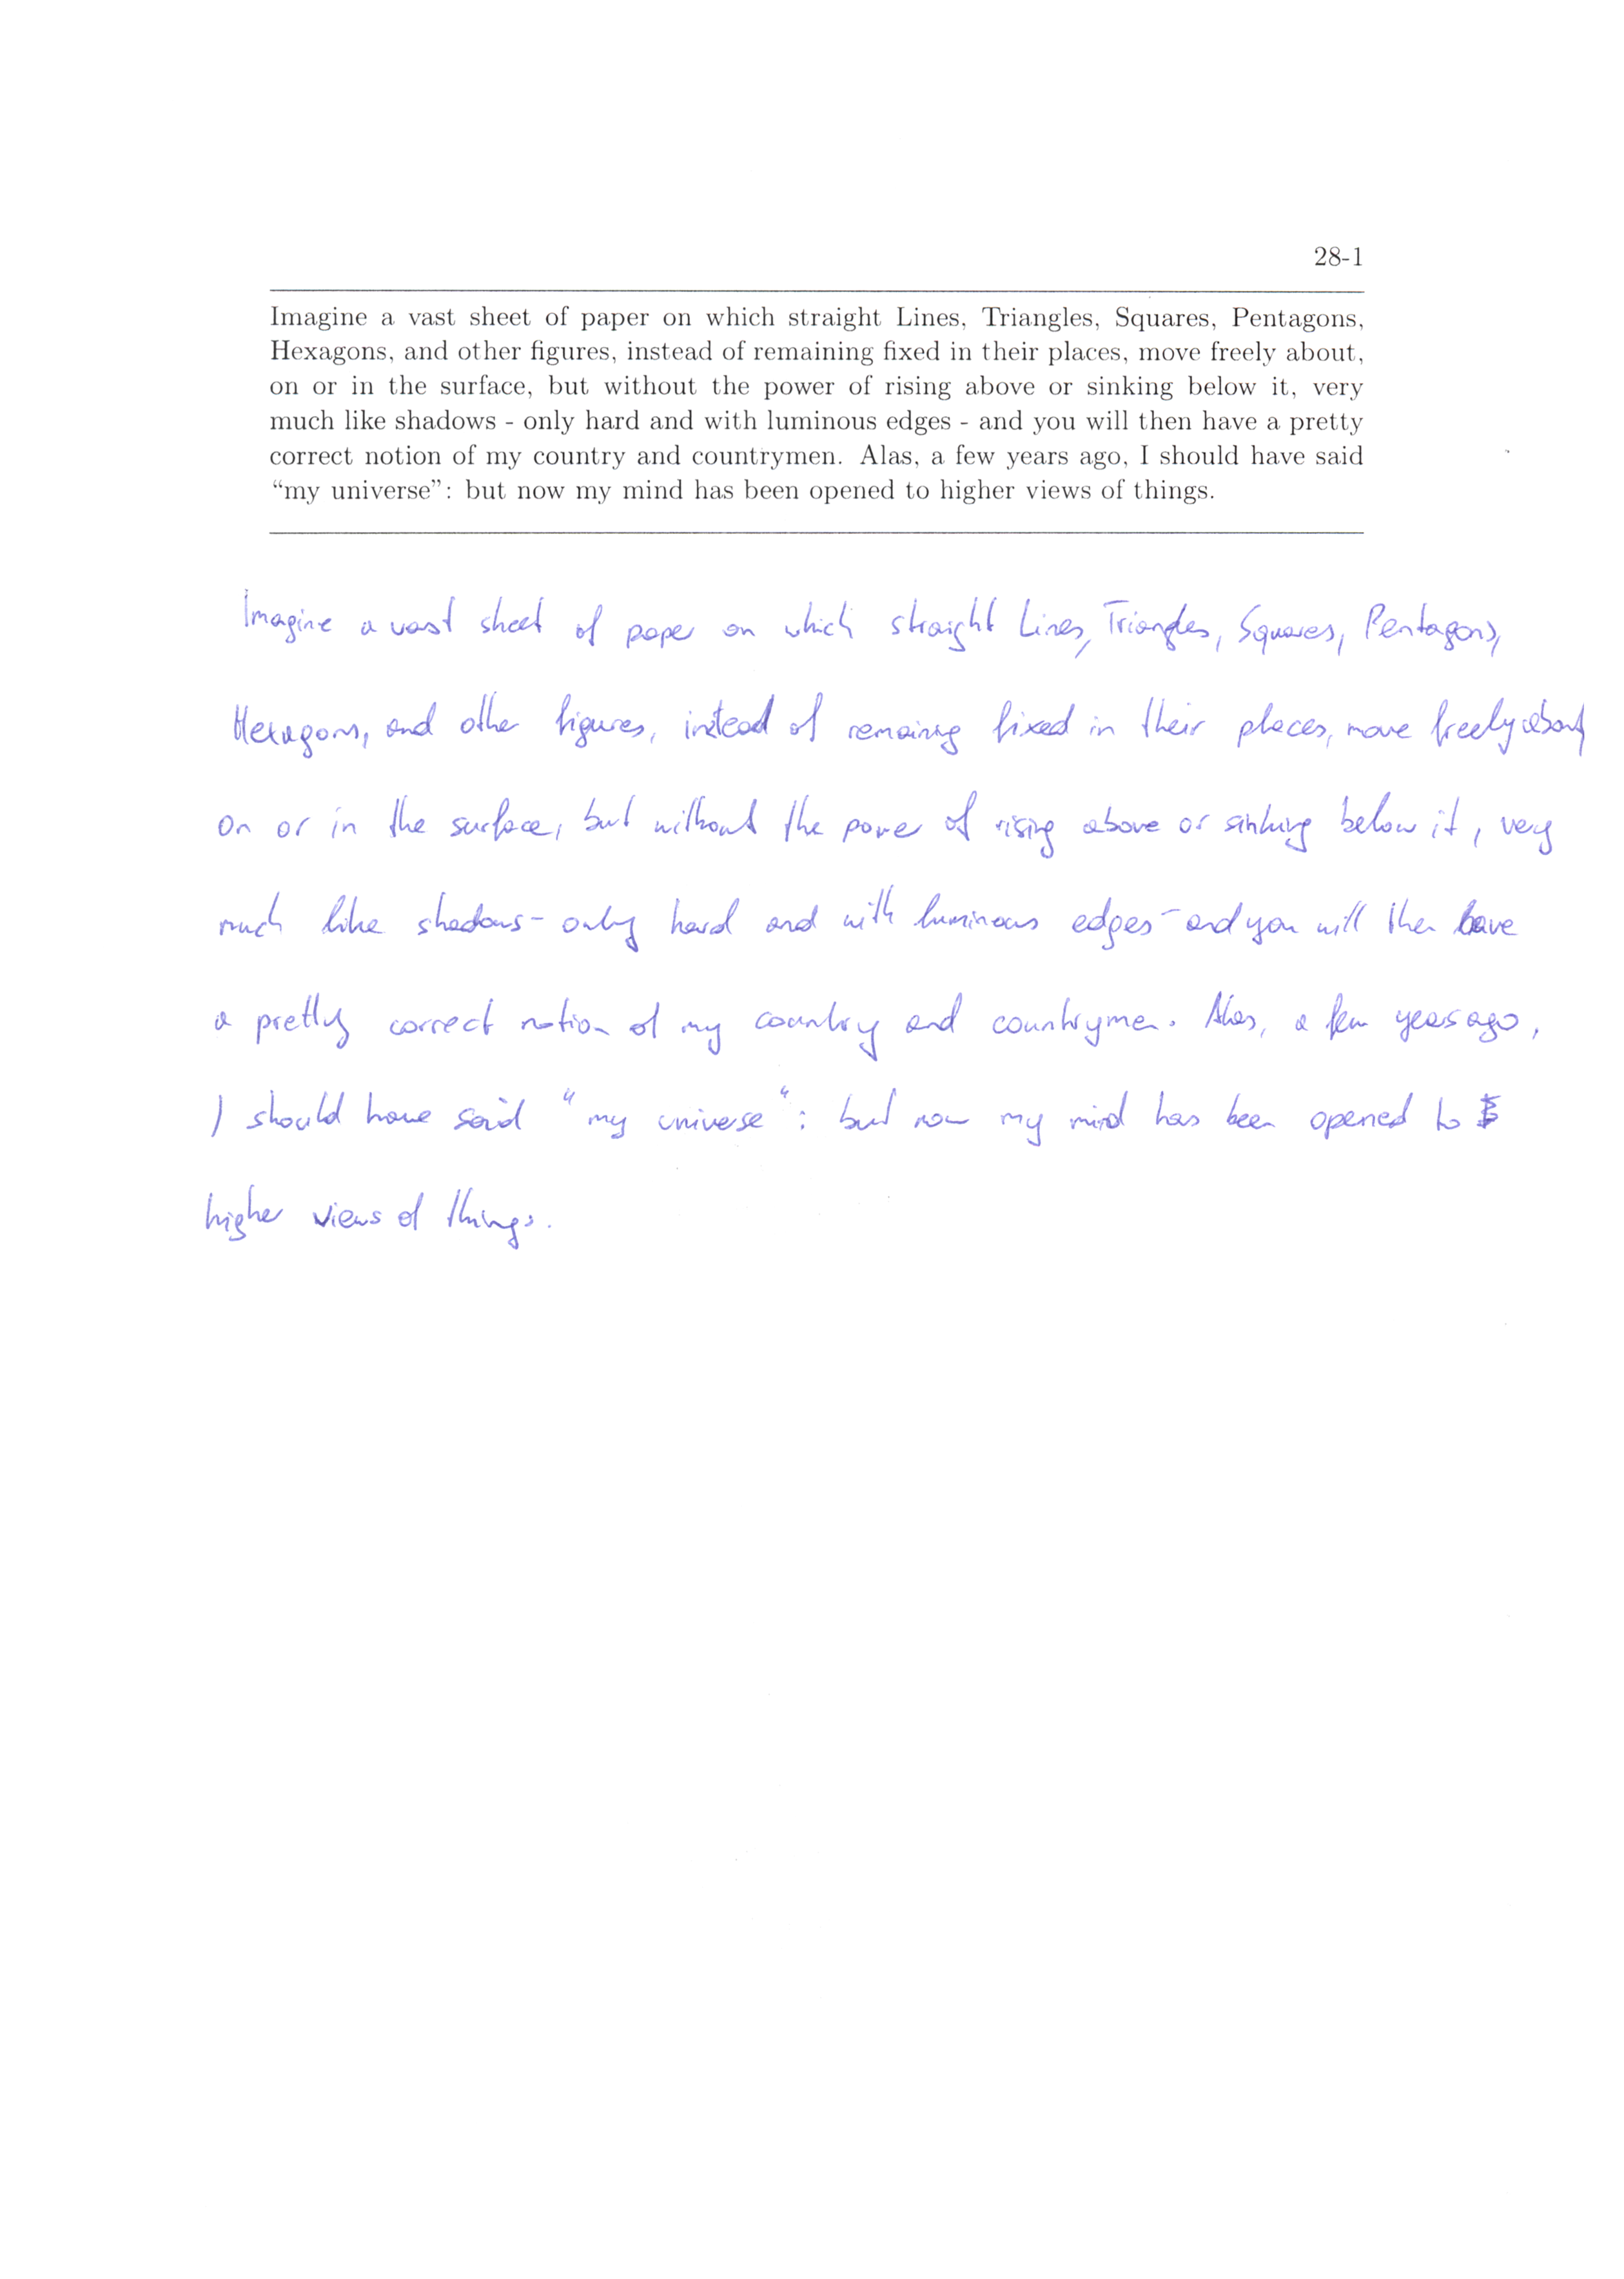 28-1
Imagine a vast sheet of paper on which straight Lines, Triangles, Squares, Pentagons,
Hexagons, and other figures, instead of remaining fixed in their places, move freely about,
on or in the surface, but without the power of rising above or sinking below it, very
much like shadows - only hard and with luminous edges - and you will then have a pretty
correct notion of my country and countrymen. Alas, a few years ago, I should have said
“my universe”: but now my mind has been opened to higher views of things.
Imagine a vast sheet of paper on which straight Lines, Triangles, Squares, Pentagons,
Hexagons, and other figures, instead of remaining fixed in their places, move freely about,
on or in the surface, but without the power of rising above or sinking below it, very
much like shadows - only hard and with luminous edges - and you will then have
a pretty correct notion of my country and countrymen. Alas, a few years ago,
I should have said "my universe": but now my mind has been opened to
higher views of things.